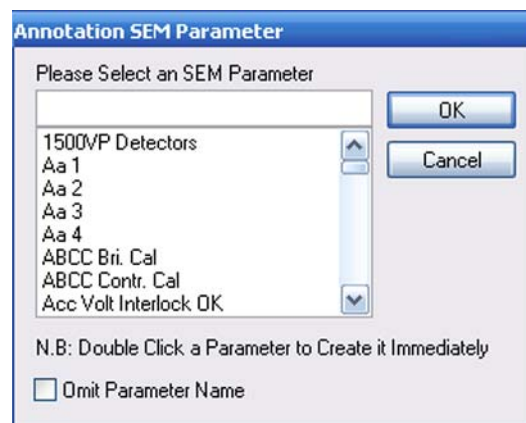 Annotation SEM Parameter
Please Select an SEM Parameter
OK
Cancel
1500VP Detectors
Aa 1
Aa 2
Aa 3
Aa 4
ABCC Bri. Cal
ABCC Contr. Cal
Acc Volt Interlock OK
N.B: Double Click a Parameter to Create it Immediately
Omit Parameter Name